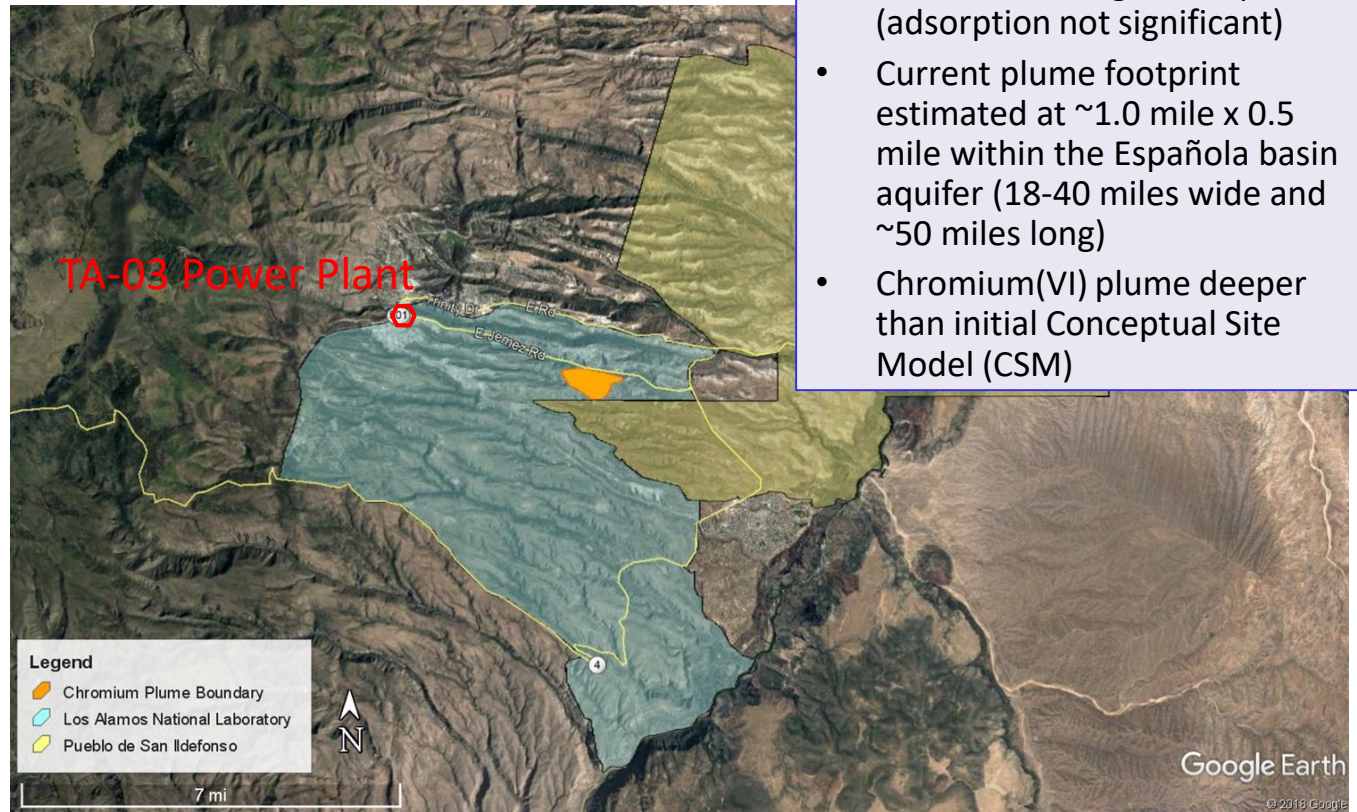 (adsorption not significant)
• Current plume footprint
estimated at ~1.0 mile x 0.5
mile within the Española basin
aquifer (18-40 miles wide and
~50 miles long)
• Chromium(VI) plume deeper
than initial Conceptual Site
Model (CSM)
TA-03 Power Plant
Trinity Dr
E Rd
E Jemez Rd
4
Legend
Chromium Plume Boundary
Los Alamos National Laboratory
Pueblo de San Ildefonso
N
7 mi
Google Earth
© 2016 Google